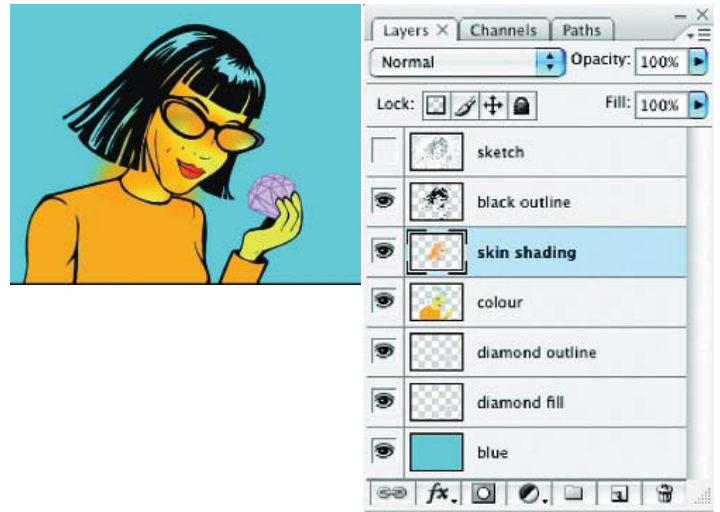 Layers × Channels Paths
Normal Opacity: 100%
Lock: Fill: 100%
sketch
black outline
skin shading
colour
diamond outline
diamond fill
blue
fx.